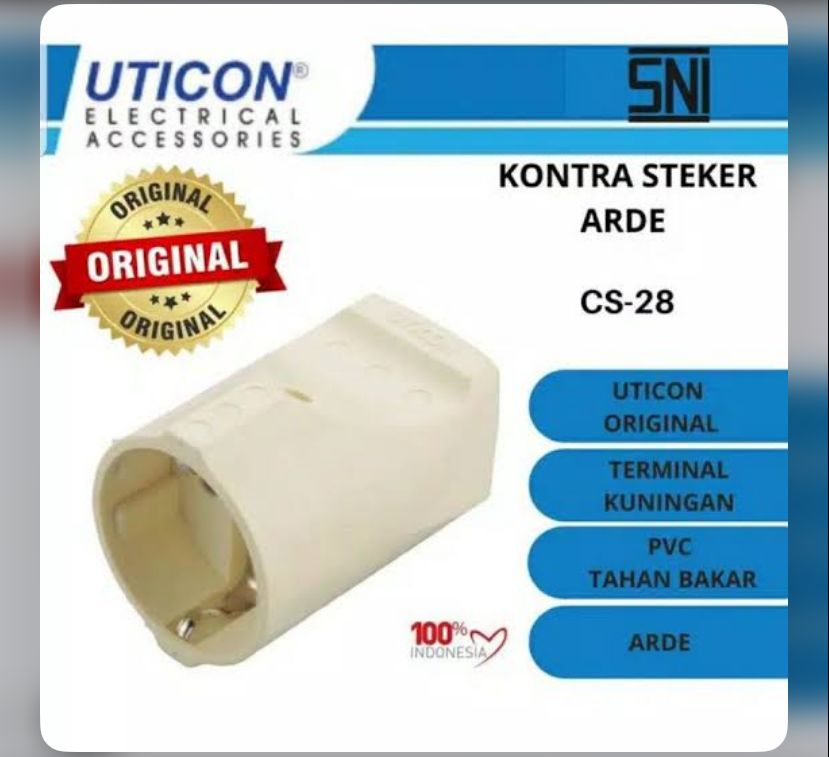 UTICON®
ELECTRICAL
ACCESSORIES
SNI
ORIGINAL
ORIGINAL
ORIGINAL
KONTRA STEKER
ARDE
CS-28
UTICON
UTICON
ORIGINAL
TERMINAL
KUNINGAN
PVC
TAHAN BAKAR
ARDE
100%
INDONESIA